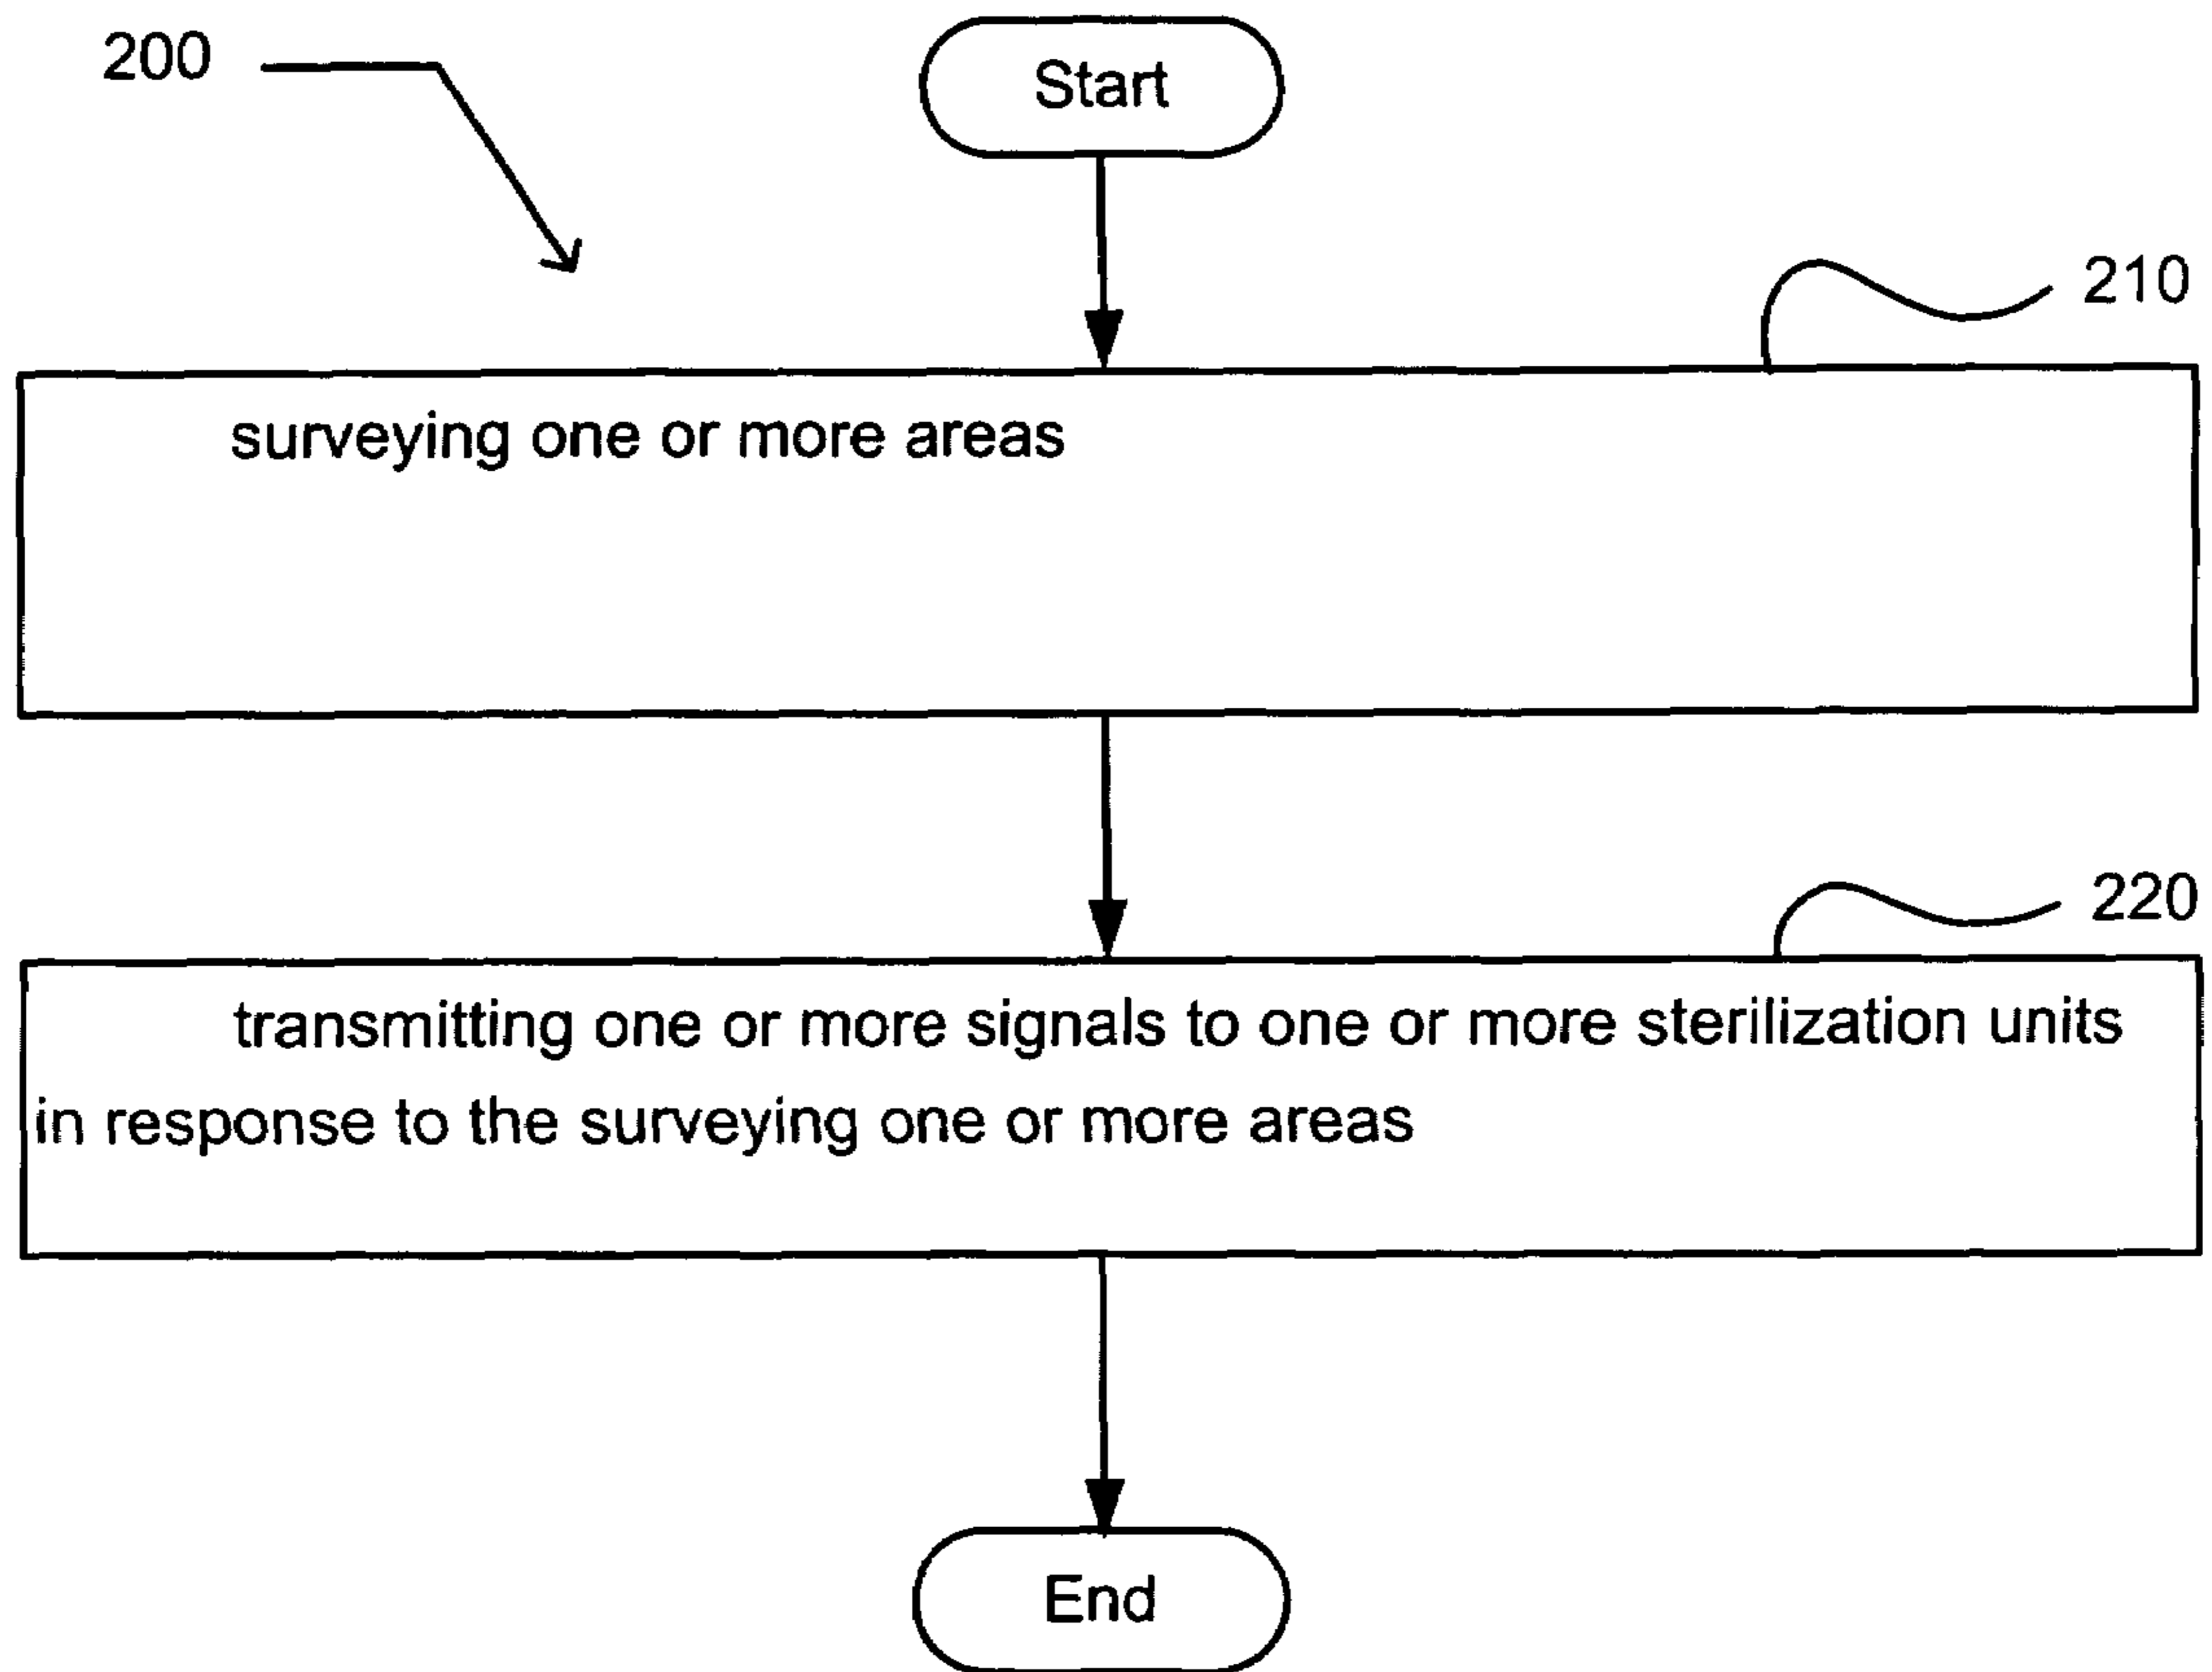 200
Start
210
surveying one or more areas
220
transmitting one or more signals to one or more sterilization units
in response to the surveying one or more areas
End